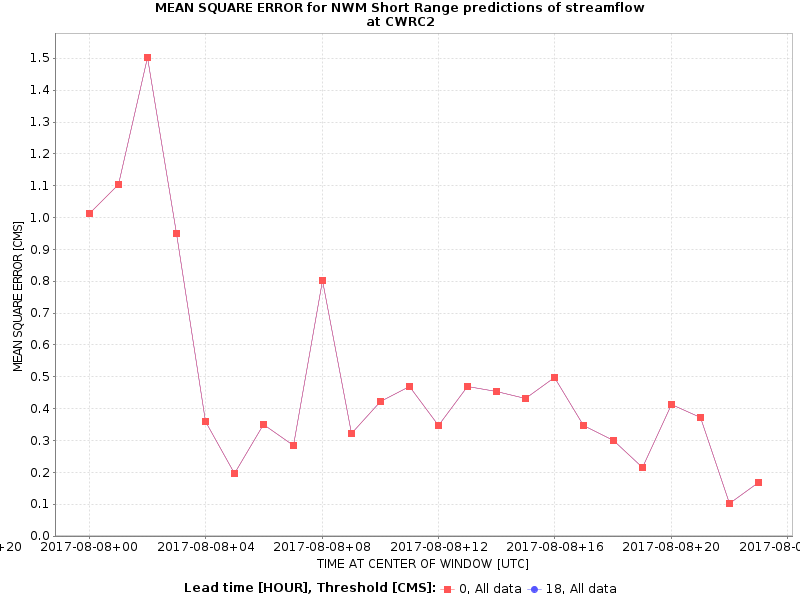 MEAN SQUARE ERROR for NWM Short Range predictions of streamflow
at CWRC2
MEAN SQUARE ERROR [CMS]
1.5
1.4
1.3
1.2
1.1
1.0
0.9
0.8
0.7
0.6
0.5
0.4
0.3
0.2
0.1
0.0
+20 2017-08-08+00 2017-08-08+04 2017-08-08+08 2017-08-08+12 2017-08-08+16 2017-08-08+20 2017-08-0
TIME AT CENTER OF WINDOW [UTC]
Lead time [HOUR], Threshold [CMS]: 0, All data 18, All data